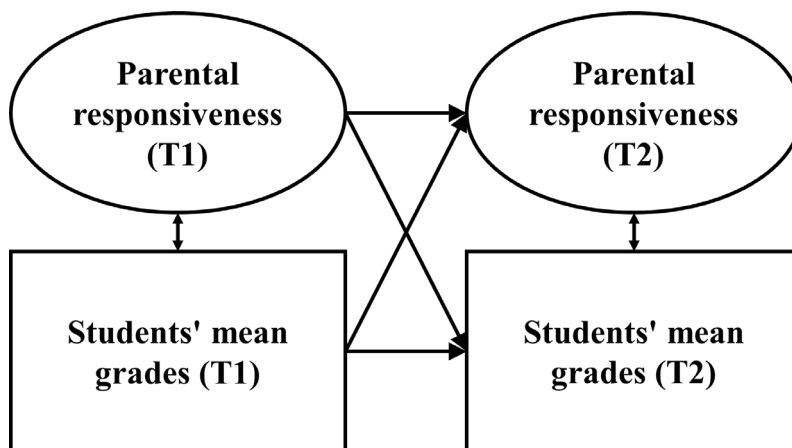 Parental
responsiveness
(T1)
Parental
responsiveness
(T2)
Students' mean
grades (T1)
Students' mean
grades (T2)